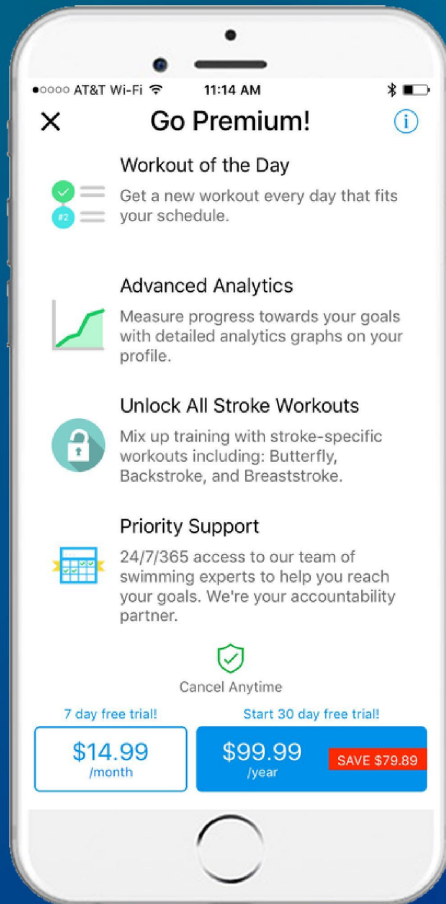 AT&T Wi-Fi 11:14 AM
Go Premium!
Workout of the Day
Get a new workout every day that fits
your schedule.
#2
Advanced Analytics
Measure progress towards your goals
with detailed analytics graphs on your
profile.
Unlock All Stroke Workouts
Mix up training with stroke-specific
workouts including: Butterfly,
Backstroke, and Breaststroke.
Priority Support
24/7/365 access to our team of
swimming experts to help you reach
your goals. We're your accountability
partner.
Cancel Anytime
7 day free trial! Start 30 day free trial!
$14.99 $99.99
/month /year
SAVE $79.89